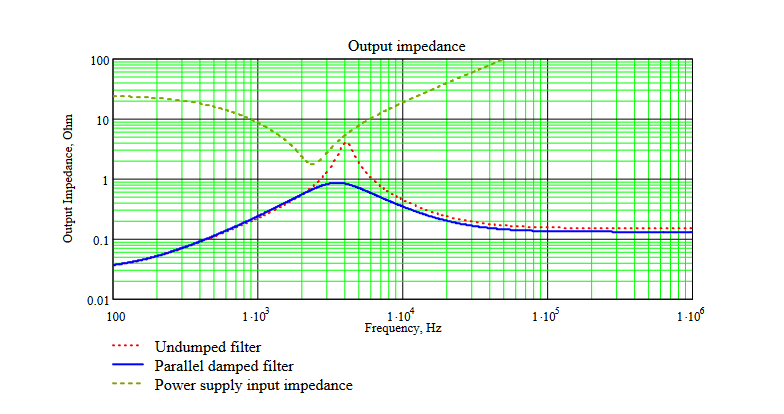 Output impedance
Output Impedance, Ohm
100
10
1
0.1
0.01
100
1·10³
1·10⁴
1·10⁵
1·10⁶
Frequency, Hz
Undumped filter
Parallel damped filter
Power supply input impedance